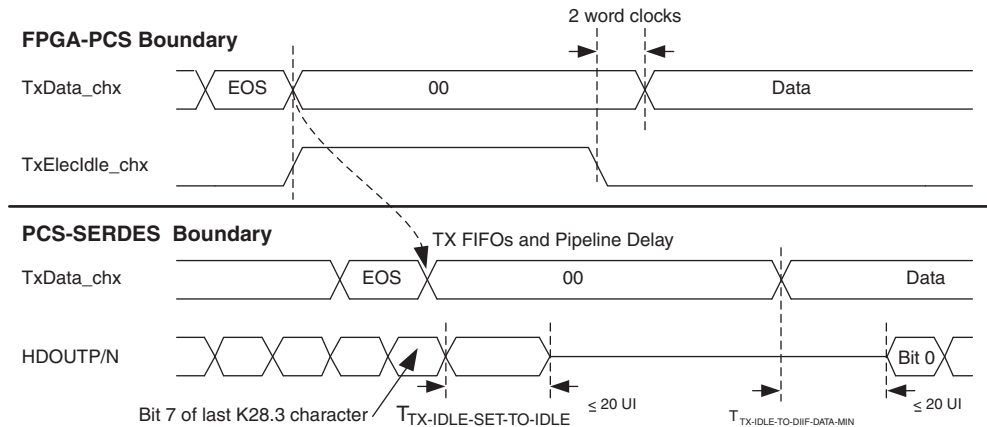 2 word clocks
FPGA-PCS Boundary
TxData_chx
EOS
00
Data
TxElecIdle_chx
PCS-SERDES Boundary
TX FIFOs and Pipeline Delay
TxData_chx
EOS
00
Data
HDOUTP/N
Bit 0
Bit 7 of last K28.3 character
TTX-IDLE-SET-TO-IDLE
≤ 20 UI
TTX-IDLE-TO-DIIF-DATA-MIN
≤ 20 UI